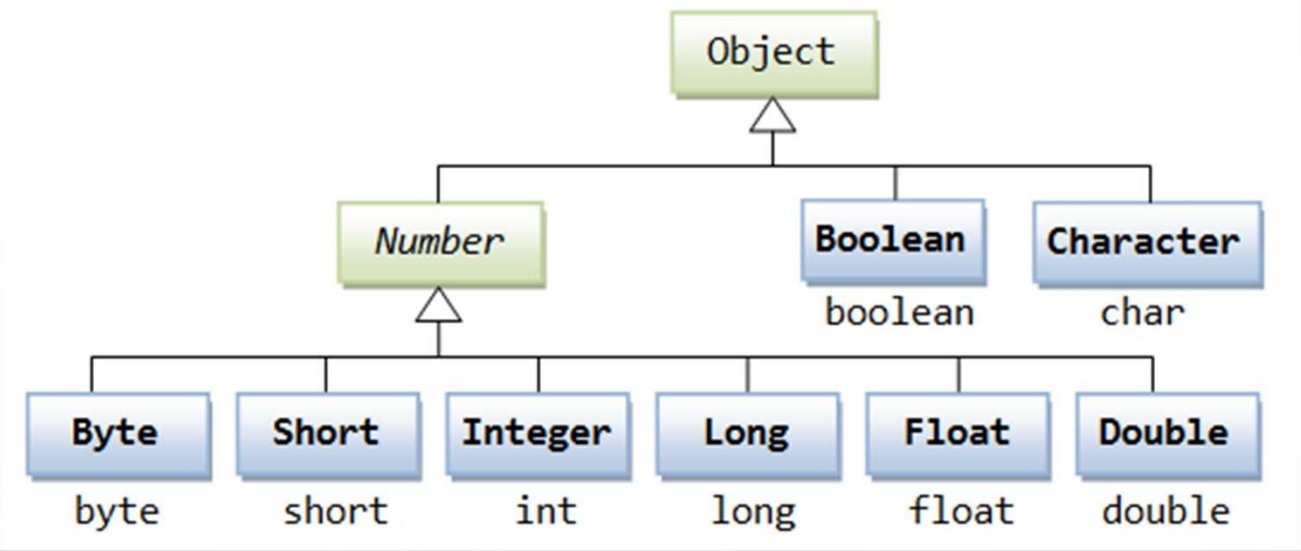 Object
Number
Boolean
Character
boolean
char
Byte
Short
Integer
Long
Float
Double
byte
short
int
long
float
double